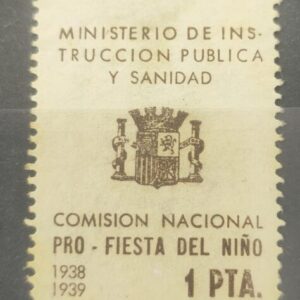 MINISTERIO DE INS-
TRUCCION PUBLICA
Y SANIDAD
COMISION NACIONAL
PRO - FIESTA DEL NIÑO
1938
1939
1 PTA.